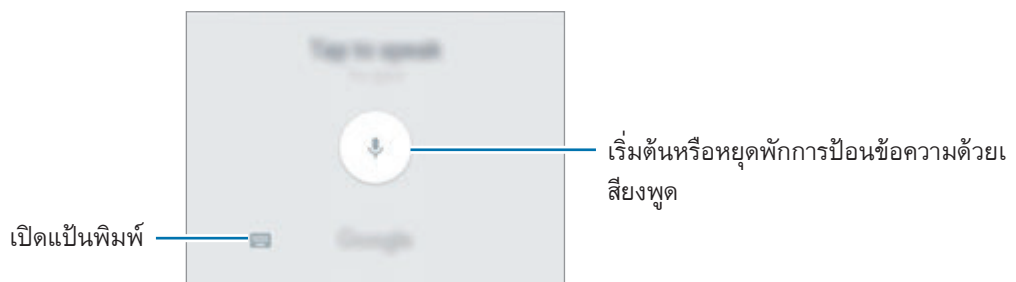 Tap to speak
เริ่มต้นหรือหยุดพักการป้อนข้อความด้วยเ
สียงพูด
เปิดแป้นพิมพ์
Google